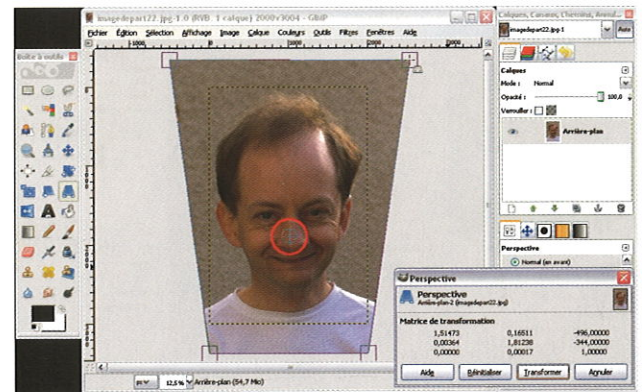 imagedepart22.jpg-1.0 (RVB, 1 calque) 2000x3004 - GIMP
Fichier Édition Sélection Affichage Image Calque Couleurs Outils Filtres Fenêtres Aide
Boîte à outils
px 12,5% Arrière-plan (54,7 Mio)
Calques, Canaux, Chemins, Annul...
imagedepart22.jpg-1 Auto
Calques
Mode : Normal
Opacité : 100,0
Verrouiller :
Arrière-plan
Perspective
Normal (en avant)
Perspective
Perspective
Arrière-plan-2 (imagedepart22.jpg)
Matrice de transformation
1,51473 0,16511 -496,00000
0,00364 1,81238 -344,00000
0,00000 0,00017 1,00000
Aide Réinitialiser Transformer Annuler